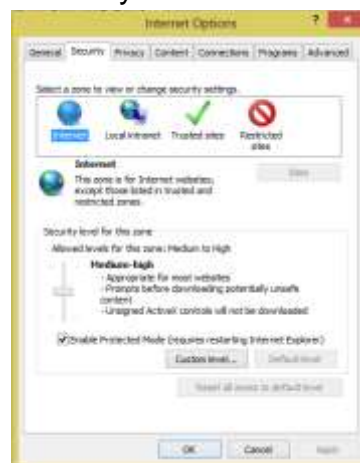 Internet Options
?
General Security Privacy Content Connections Programs Advanced
Select a zone to view or change security settings.
Internet Local intranet Trusted sites Restricted sites
Internet
This zone is for Internet websites,
except those listed in trusted and
restricted zones.
Sites
Security level for this zone
Allowed levels for this zone: Medium to High
Medium-high
- Appropriate for most websites
- Prompts before downloading potentially unsafe
content
- Unsigned ActiveX controls will not be downloaded
Enable Protected Mode (requires restarting Internet Explorer)
Custom level... Default level
Reset all zones to default level
OK Cancel Apply